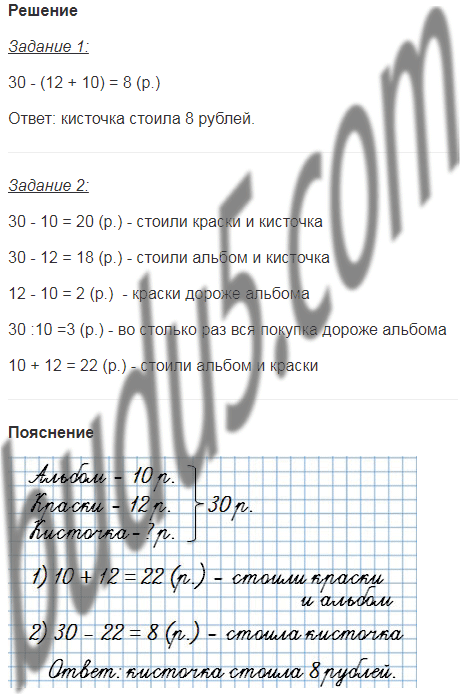 Решение
Задание 1:
30 - (12 + 10) = 8 (р.)
Ответ: кисточка стоила 8 рублей.
Задание 2:
30 - 10 = 20 (р.) - стоили краски и кисточка
30 - 12 = 18 (р.) - стоили альбом и кисточка
12 - 10 = 2 (р.) - краски дороже альбома
30 :10 =3 (р.) - во столько раз вся покупка дороже альбома
10 + 12 = 22 (р.) - стоили альбом и краски
Пояснение
Альбом - 10 р.
Краски - 12 р. 30 р.
Кисточка - ? р.
1) 10 + 12 = 22 (р.) - стоили краски
и альбом
2) 30 - 22 = 8 (р.) - стоила кисточка
Ответ: кисточка стоила 8 рублей.
budu5.com